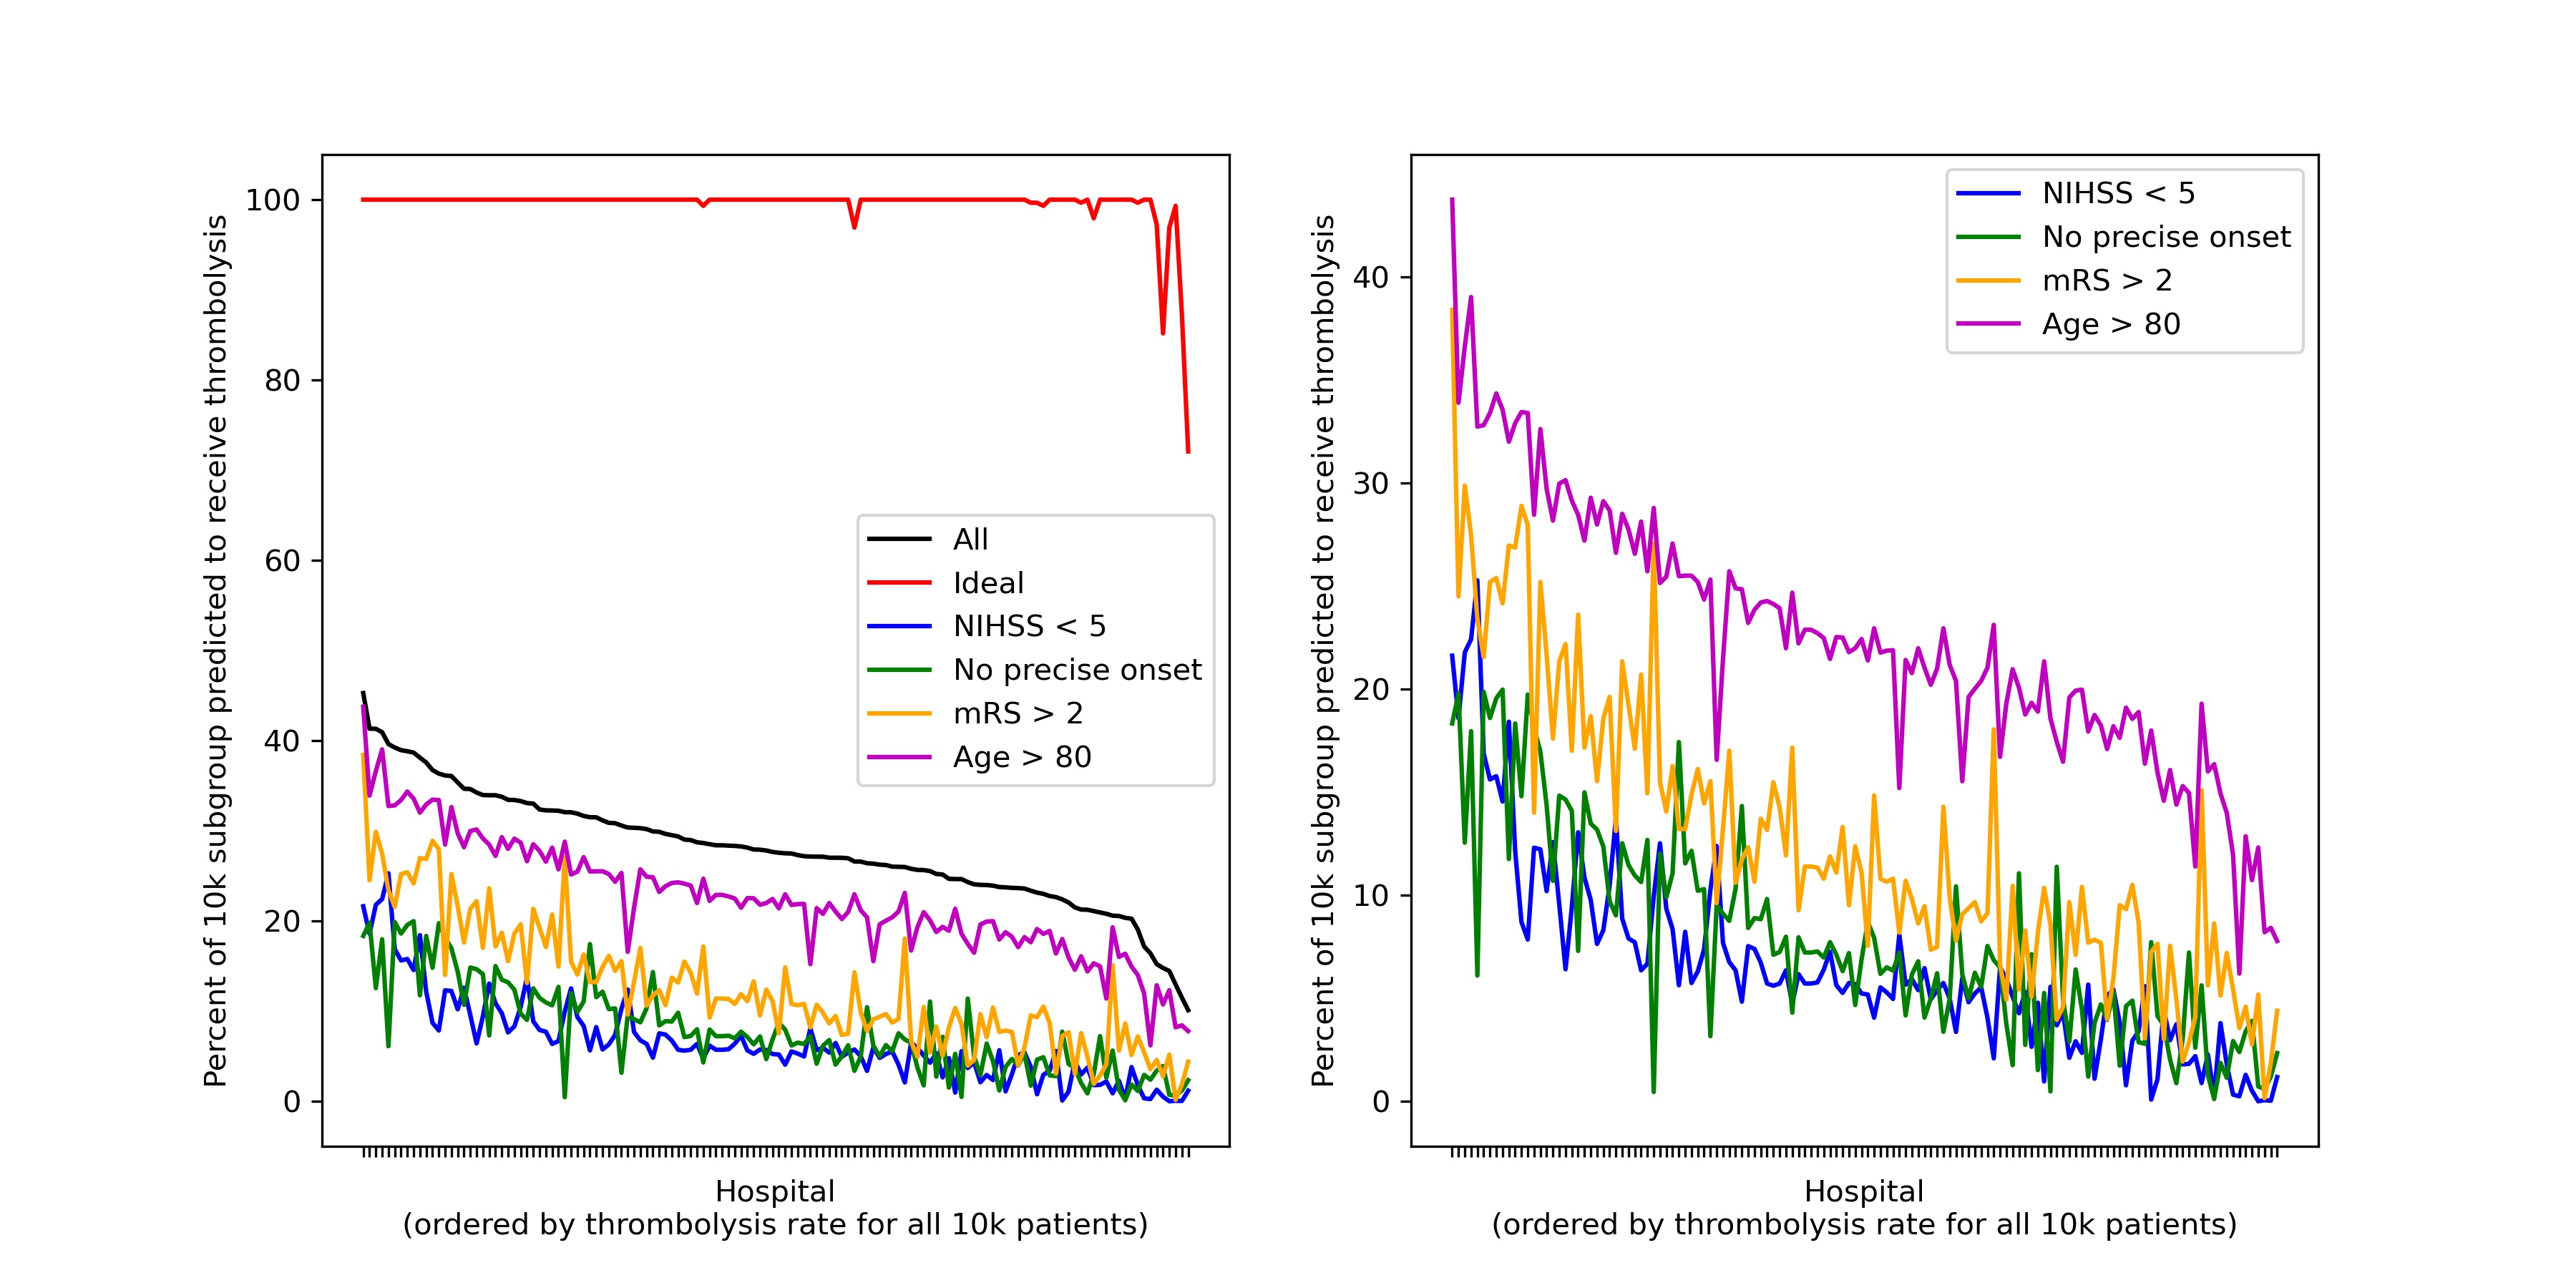 Percent of 10k subgroup predicted to receive thrombolysis
100
80
60
40
20
0
All
Ideal
NIHSS < 5
No precise onset
mRS > 2
Age > 80
Hospital
(ordered by thrombolysis rate for all 10k patients)
Percent of 10k subgroup predicted to receive thrombolysis
40
30
20
10
0
NIHSS < 5
No precise onset
mRS > 2
Age > 80
Hospital
(ordered by thrombolysis rate for all 10k patients)